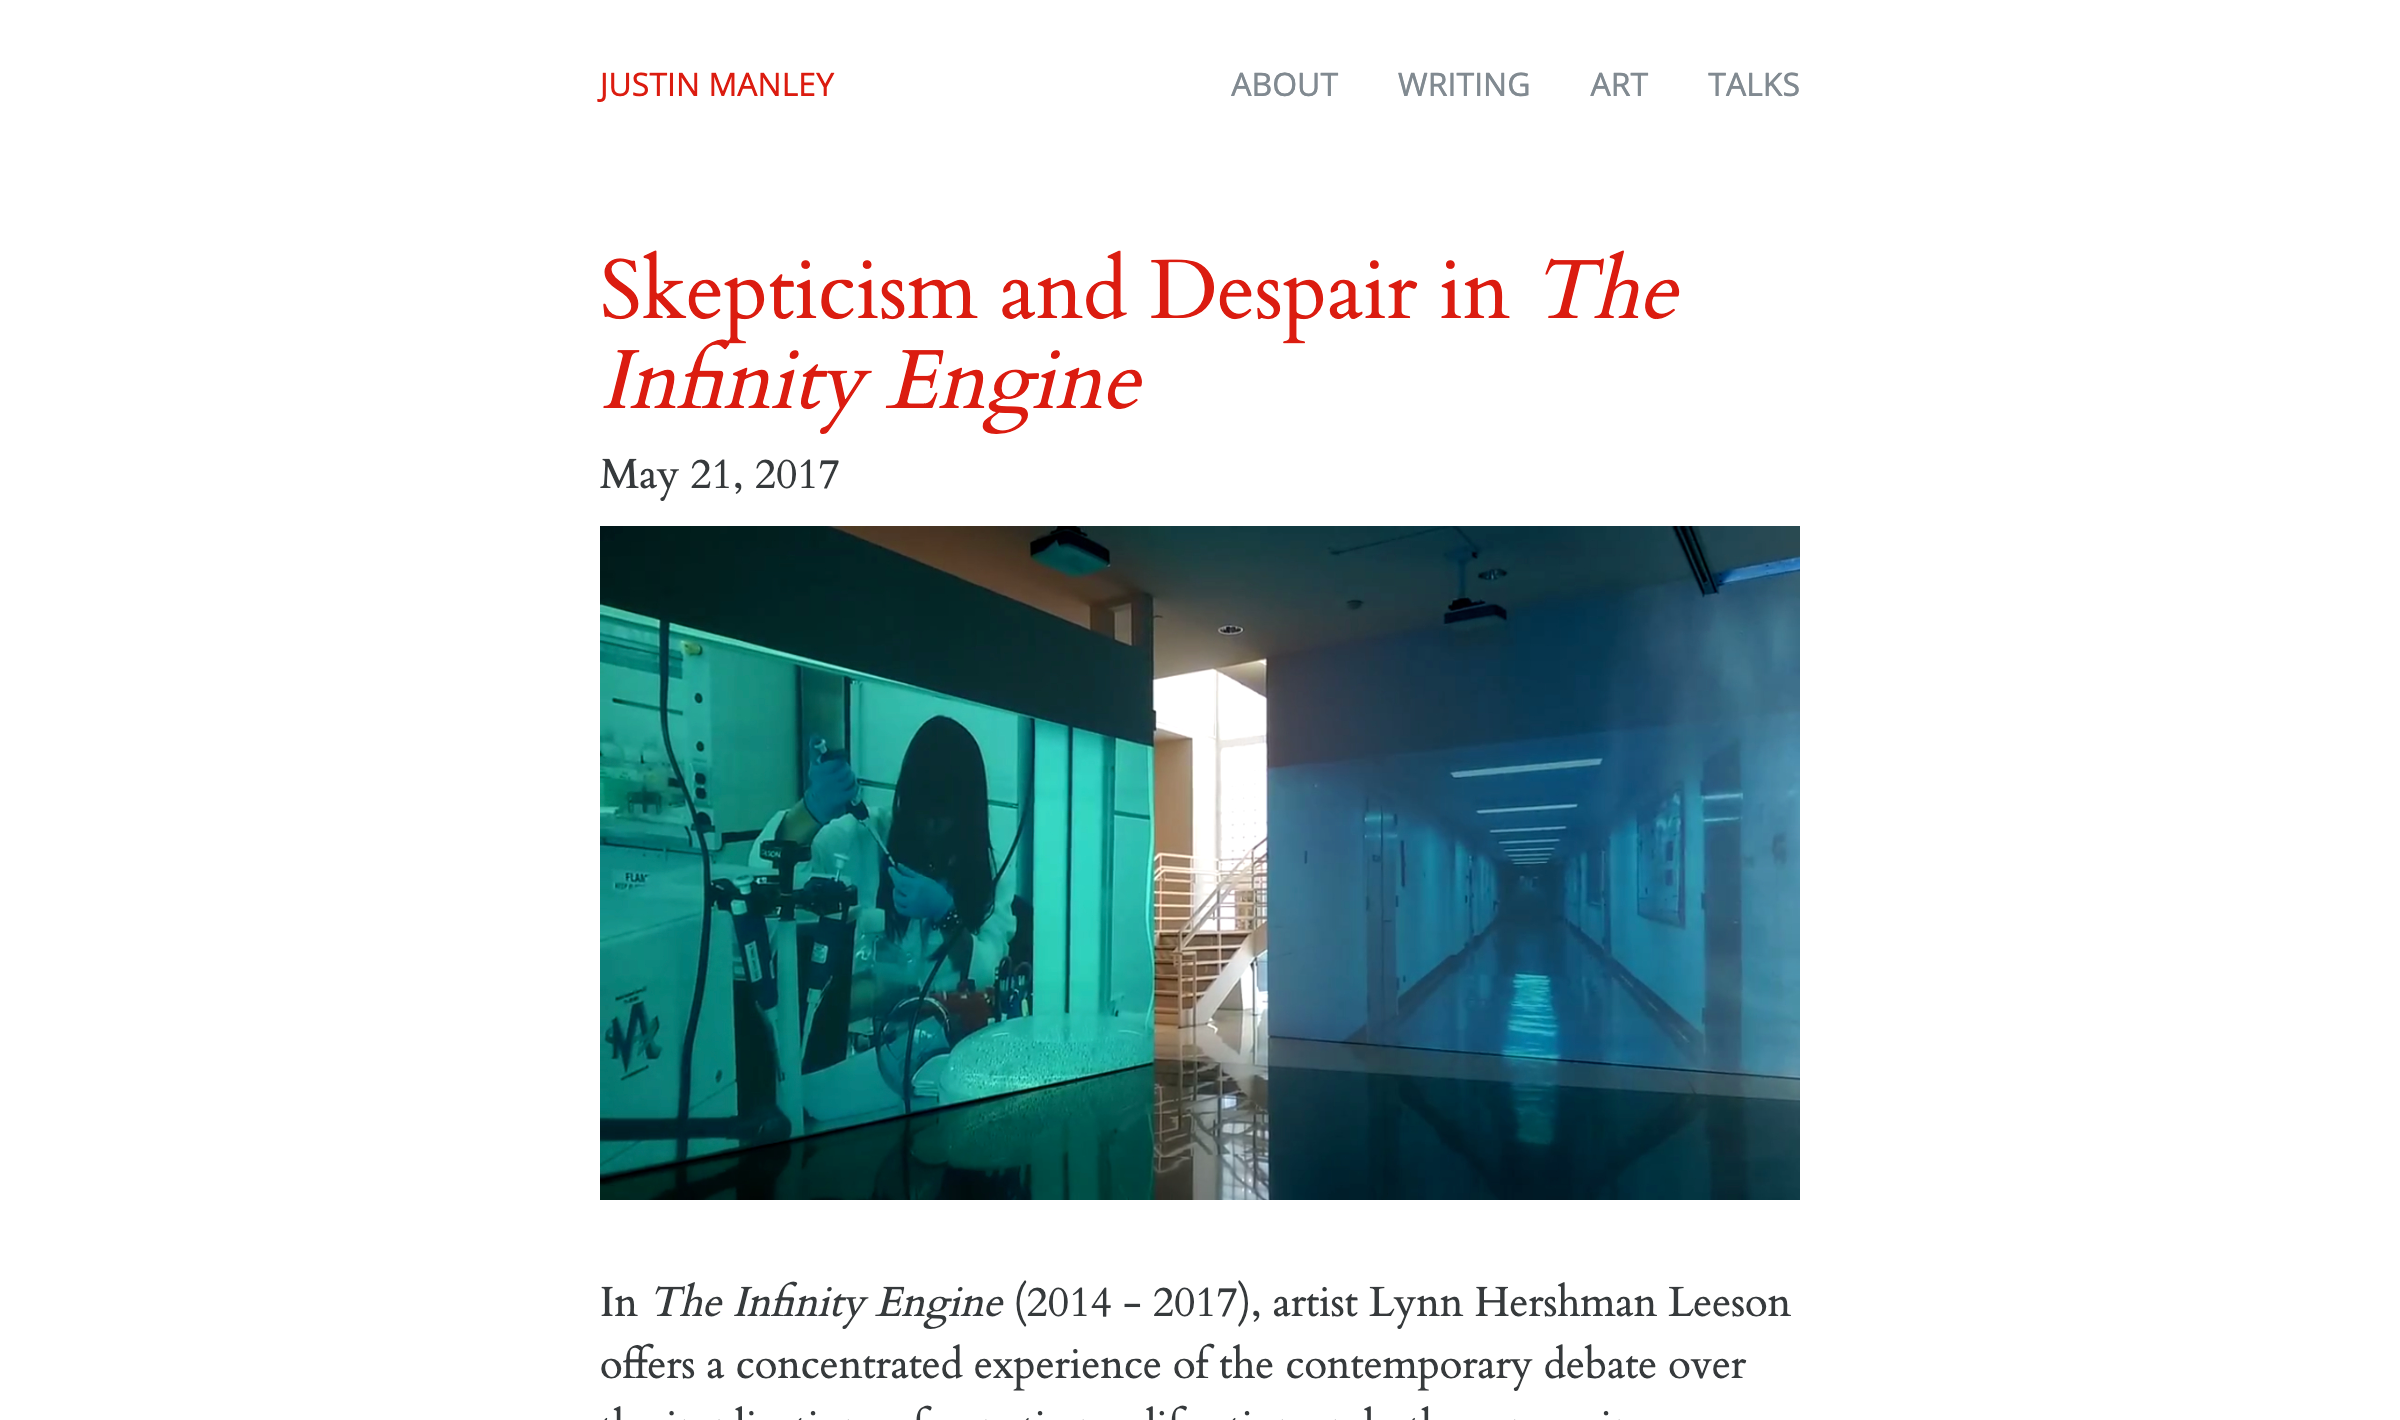 JUSTIN MANLEY
ABOUT WRITING ART TALKS
Skepticism and Despair in The
Infinity Engine
May 21, 2017
In The Infinity Engine (2014 - 2017), artist Lynn Hershman Leeson
offers a concentrated experience of the contemporary debate over